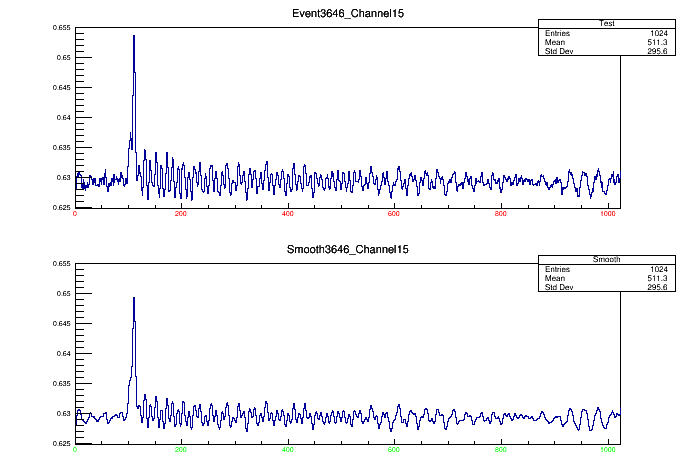 Event3646_Channel15
Test
Entries 1024
Mean 511.3
Std Dev 295.6
0.655
0.65
0.645
0.64
0.635
0.63
0.625
0 200 400 600 800 1000
Smooth3646_Channel15
Smooth
Entries 1024
Mean 511.3
Std Dev 295.6
0.655
0.65
0.645
0.64
0.635
0.63
0.625
0 200 400 600 800 1000